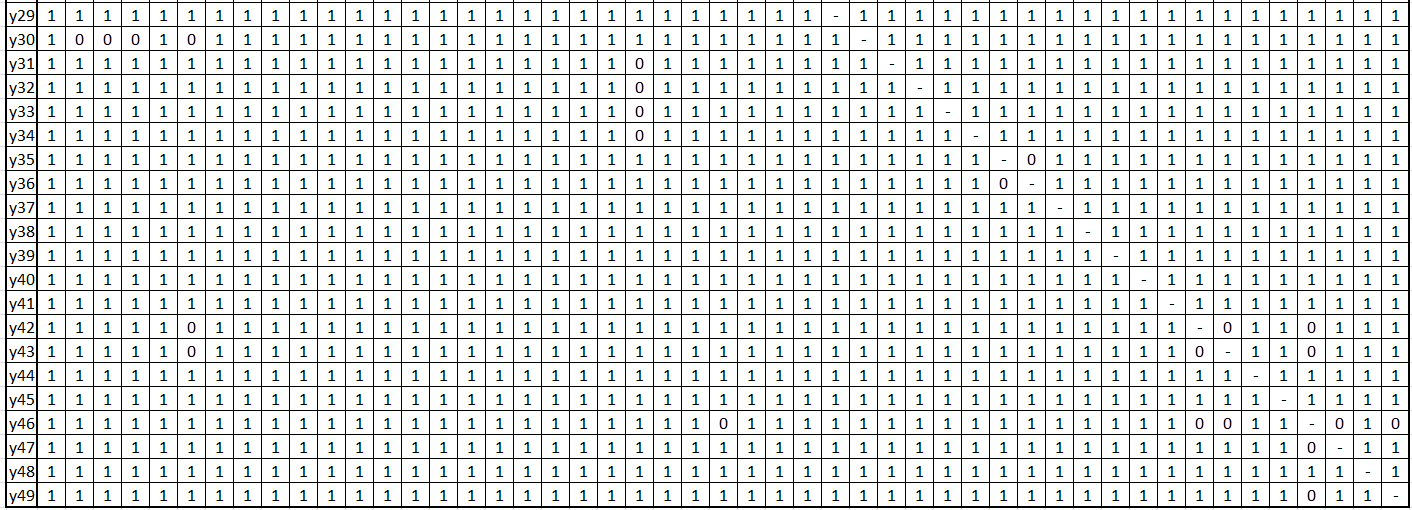 y29 1 1 1 1 1 1 1 1 1 1 1 1 1 1 1 1 1 1 1 1 1 1 1 1 1 1 1 1 - 1 1 1 1 1 1 1 1 1 1 1 1 1 1 1 1 1 1 1 1
y30 1 0 0 0 1 0 1 1 1 1 1 1 1 1 1 1 1 1 1 1 1 1 1 1 1 1 1 1 1 - 1 1 1 1 1 1 1 1 1 1 1 1 1 1 1 1 1 1 1
y31 1 1 1 1 1 1 1 1 1 1 1 1 1 1 1 1 1 1 1 1 1 0 1 1 1 1 1 1 1 1 - 1 1 1 1 1 1 1 1 1 1 1 1 1 1 1 1 1 1
y32 1 1 1 1 1 1 1 1 1 1 1 1 1 1 1 1 1 1 1 1 1 0 1 1 1 1 1 1 1 1 1 - 1 1 1 1 1 1 1 1 1 1 1 1 1 1 1 1 1
y33 1 1 1 1 1 1 1 1 1 1 1 1 1 1 1 1 1 1 1 1 1 0 1 1 1 1 1 1 1 1 1 1 - 1 1 1 1 1 1 1 1 1 1 1 1 1 1 1 1
y34 1 1 1 1 1 1 1 1 1 1 1 1 1 1 1 1 1 1 1 1 1 0 1 1 1 1 1 1 1 1 1 1 1 - 1 1 1 1 1 1 1 1 1 1 1 1 1 1 1
y35 1 1 1 1 1 1 1 1 1 1 1 1 1 1 1 1 1 1 1 1 1 1 1 1 1 1 1 1 1 1 1 1 1 1 - 0 1 1 1 1 1 1 1 1 1 1 1 1 1
y36 1 1 1 1 1 1 1 1 1 1 1 1 1 1 1 1 1 1 1 1 1 1 1 1 1 1 1 1 1 1 1 1 1 1 0 - 1 1 1 1 1 1 1 1 1 1 1 1 1
y37 1 1 1 1 1 1 1 1 1 1 1 1 1 1 1 1 1 1 1 1 1 1 1 1 1 1 1 1 1 1 1 1 1 1 1 1 - 1 1 1 1 1 1 1 1 1 1 1 1
y38 1 1 1 1 1 1 1 1 1 1 1 1 1 1 1 1 1 1 1 1 1 1 1 1 1 1 1 1 1 1 1 1 1 1 1 1 1 - 1 1 1 1 1 1 1 1 1 1 1
y39 1 1 1 1 1 1 1 1 1 1 1 1 1 1 1 1 1 1 1 1 1 1 1 1 1 1 1 1 1 1 1 1 1 1 1 1 1 1 - 1 1 1 1 1 1 1 1 1 1
y40 1 1 1 1 1 1 1 1 1 1 1 1 1 1 1 1 1 1 1 1 1 1 1 1 1 1 1 1 1 1 1 1 1 1 1 1 1 1 1 - 1 1 1 1 1 1 1 1 1
y41 1 1 1 1 1 1 1 1 1 1 1 1 1 1 1 1 1 1 1 1 1 1 1 1 1 1 1 1 1 1 1 1 1 1 1 1 1 1 1 1 - 1 1 1 1 1 1 1 1
y42 1 1 1 1 1 0 1 1 1 1 1 1 1 1 1 1 1 1 1 1 1 1 1 1 1 1 1 1 1 1 1 1 1 1 1 1 1 1 1 1 1 - 0 1 1 0 1 1 1
y43 1 1 1 1 1 0 1 1 1 1 1 1 1 1 1 1 1 1 1 1 1 1 1 1 1 1 1 1 1 1 1 1 1 1 1 1 1 1 1 1 1 0 - 1 1 0 1 1 1
y44 1 1 1 1 1 1 1 1 1 1 1 1 1 1 1 1 1 1 1 1 1 1 1 1 1 1 1 1 1 1 1 1 1 1 1 1 1 1 1 1 1 1 1 - 1 1 1 1 1
y45 1 1 1 1 1 1 1 1 1 1 1 1 1 1 1 1 1 1 1 1 1 1 1 1 1 1 1 1 1 1 1 1 1 1 1 1 1 1 1 1 1 1 1 1 - 1 1 1 1
y46 1 1 1 1 1 1 1 1 1 1 1 1 1 1 1 1 1 1 1 1 1 1 1 1 0 1 1 1 1 1 1 1 1 1 1 1 1 1 1 1 1 0 0 1 1 - 0 1 0
y47 1 1 1 1 1 1 1 1 1 1 1 1 1 1 1 1 1 1 1 1 1 1 1 1 1 1 1 1 1 1 1 1 1 1 1 1 1 1 1 1 1 1 1 1 1 0 - 1 1
y48 1 1 1 1 1 1 1 1 1 1 1 1 1 1 1 1 1 1 1 1 1 1 1 1 1 1 1 1 1 1 1 1 1 1 1 1 1 1 1 1 1 1 1 1 1 1 1 - 1
y49 1 1 1 1 1 1 1 1 1 1 1 1 1 1 1 1 1 1 1 1 1 1 1 1 1 1 1 1 1 1 1 1 1 1 1 1 1 1 1 1 1 1 1 1 1 0 1 1 -